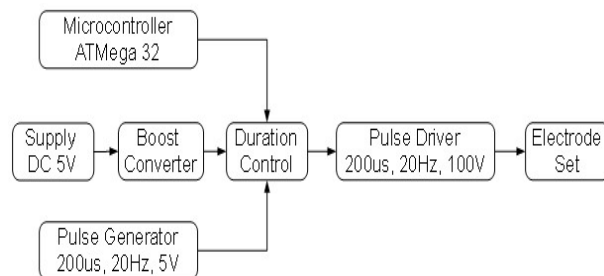 Microcontroller
ATMega 32
Supply
DC 5V
Boost
Converter
Duration
Control
Pulse Driver
200us, 20Hz, 100V
Electrode
Set
Pulse Generator
200us, 20Hz, 5V